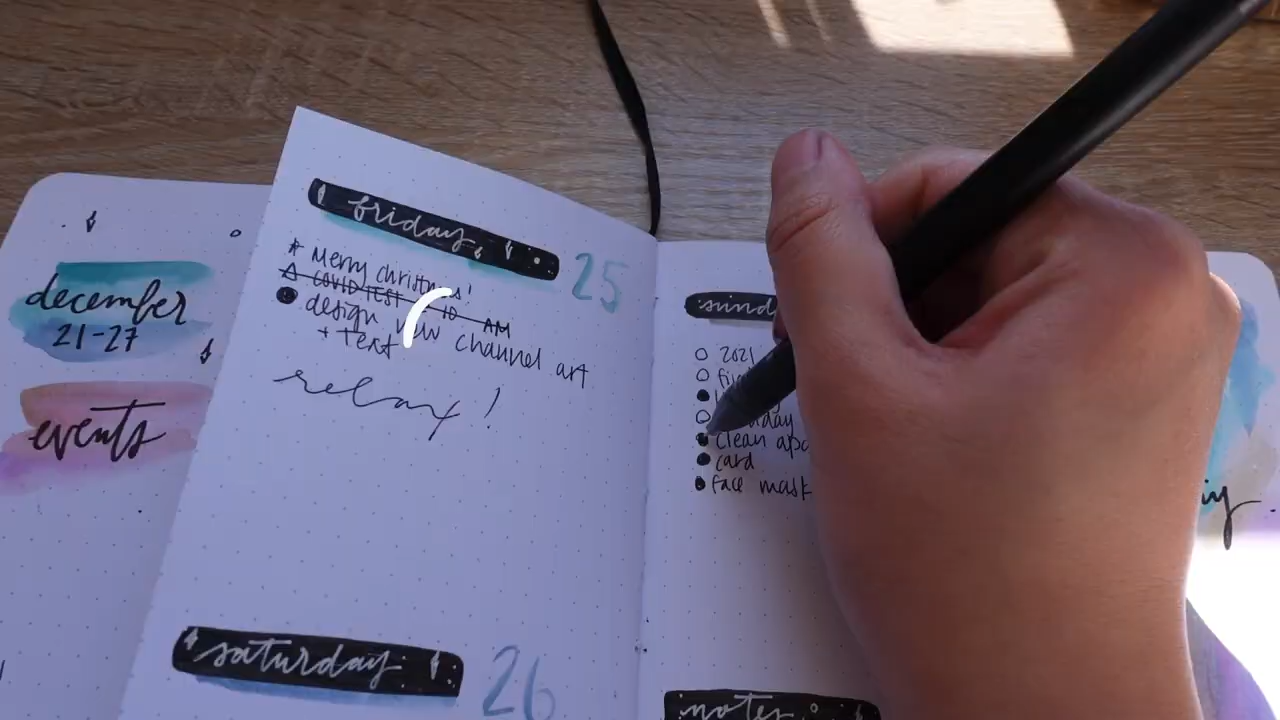 december
21-27
events
friday
25
* Merry christmas!
COVID TEST 10 AM
design new channel art
+ text
relax!
saturday
26
2021
clean
card
face mask
notes